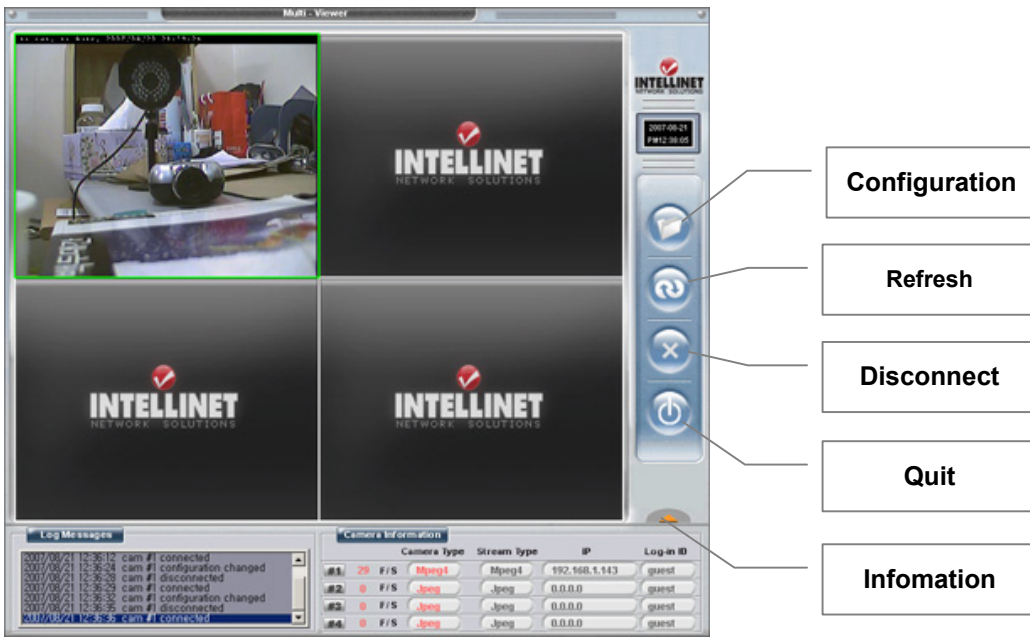 Multi - Viewer
INTELLINET
NETWORK SOLUTIONS
2007-08-21
PM12:38:05
INTELLINET
NETWORK SOLUTIONS
INTELLINET
NETWORK SOLUTIONS
INTELLINET
NETWORK SOLUTIONS
Configuration
Refresh
Disconnect
Quit
Infomation
Log Messages
2007/08/21 12:36:12 cam #1 connected
2007/08/21 12:36:24 cam #1 configuration changed
2007/08/21 12:36:28 cam #1 disconnected
2007/08/21 12:36:29 cam #1 connected
2007/08/21 12:36:32 cam #1 configuration changed
2007/08/21 12:36:35 cam #1 disconnected
2007/08/21 12:36:36 cam #1 connected
Camera Information
Camera Type Stream Type IP Log-in ID
#1 29 F/S Mpeg4 Mpeg4 192.168.1.143 guest
#2 0 F/S Jpeg Jpeg 0.0.0.0 guest
#3 0 F/S Jpeg Jpeg 0.0.0.0 guest
#4 0 F/S Jpeg Jpeg 0.0.0.0 guest